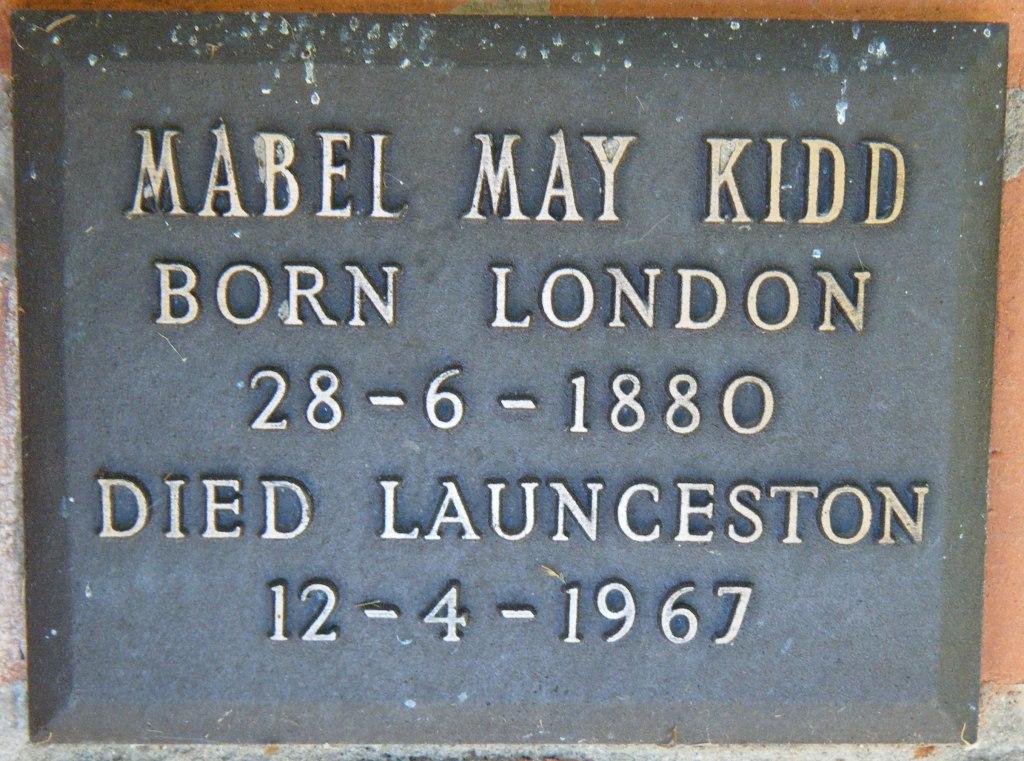 MABEL MAY KIDD
BORN LONDON
28-6-1880
DIED LAUNCESTON
12-4-1967